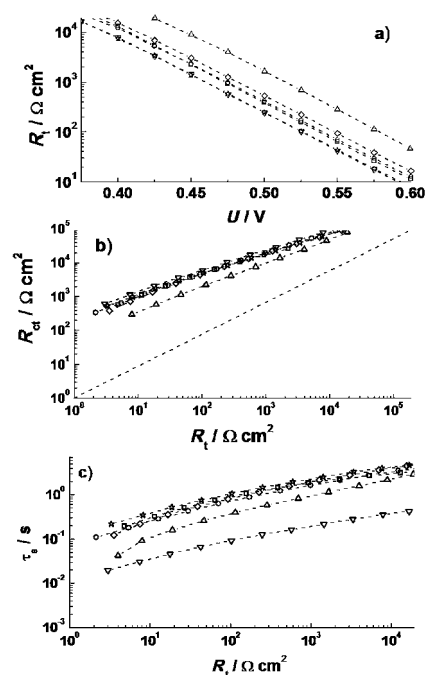 a)
10⁴
10³
10²
10¹
R_t / Ω cm²
0.40 0.45 0.50 0.55 0.60
U / V
b)
10⁵
10⁴
10³
10²
10¹
10⁰
R_ct / Ω cm²
10⁰ 10¹ 10² 10³ 10⁴ 10⁵
R_t / Ω cm²
c)
10⁰
10⁻¹
10⁻²
10⁻³
τ_s / s
10⁰ 10¹ 10² 10³ 10⁴
R_t / Ω cm²